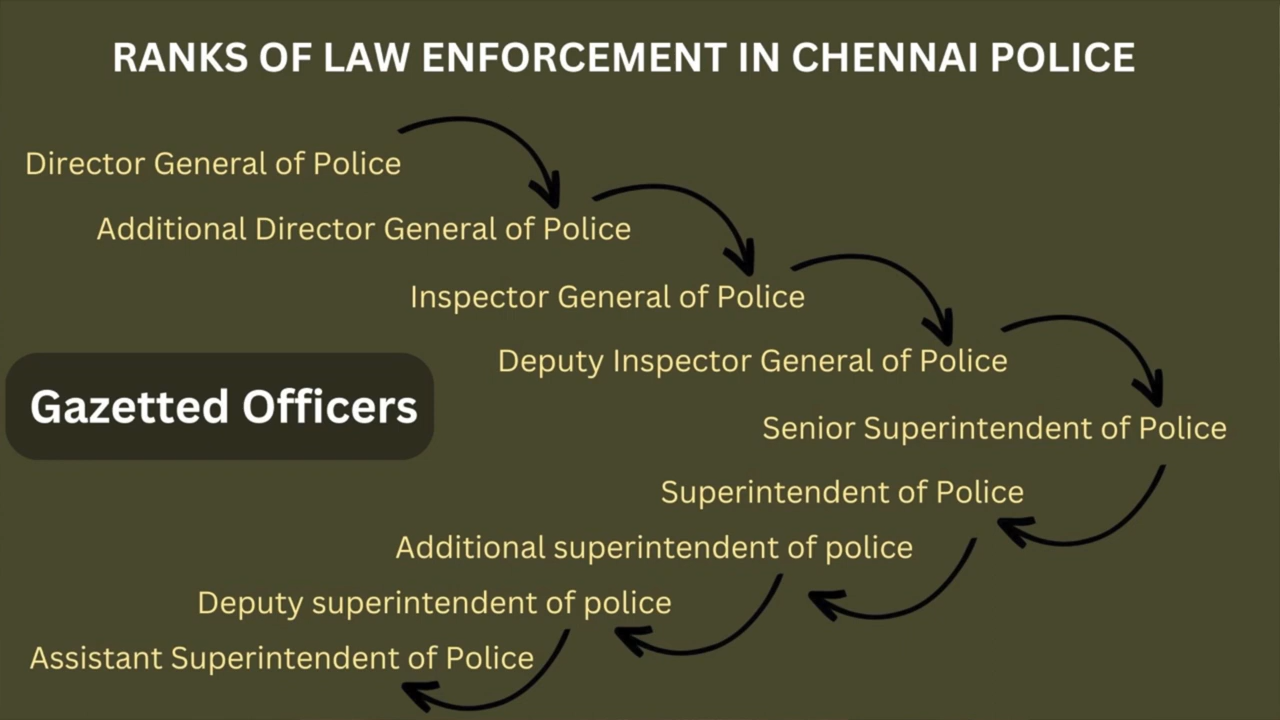 RANKS OF LAW ENFORCEMENT IN CHENNAI POLICE
Director General of Police
Additional Director General of Police
Inspector General of Police
Deputy Inspector General of Police
Gazetted Officers
Senior Superintendent of Police
Superintendent of Police
Additional superintendent of police
Deputy superintendent of police
Assistant Superintendent of Police